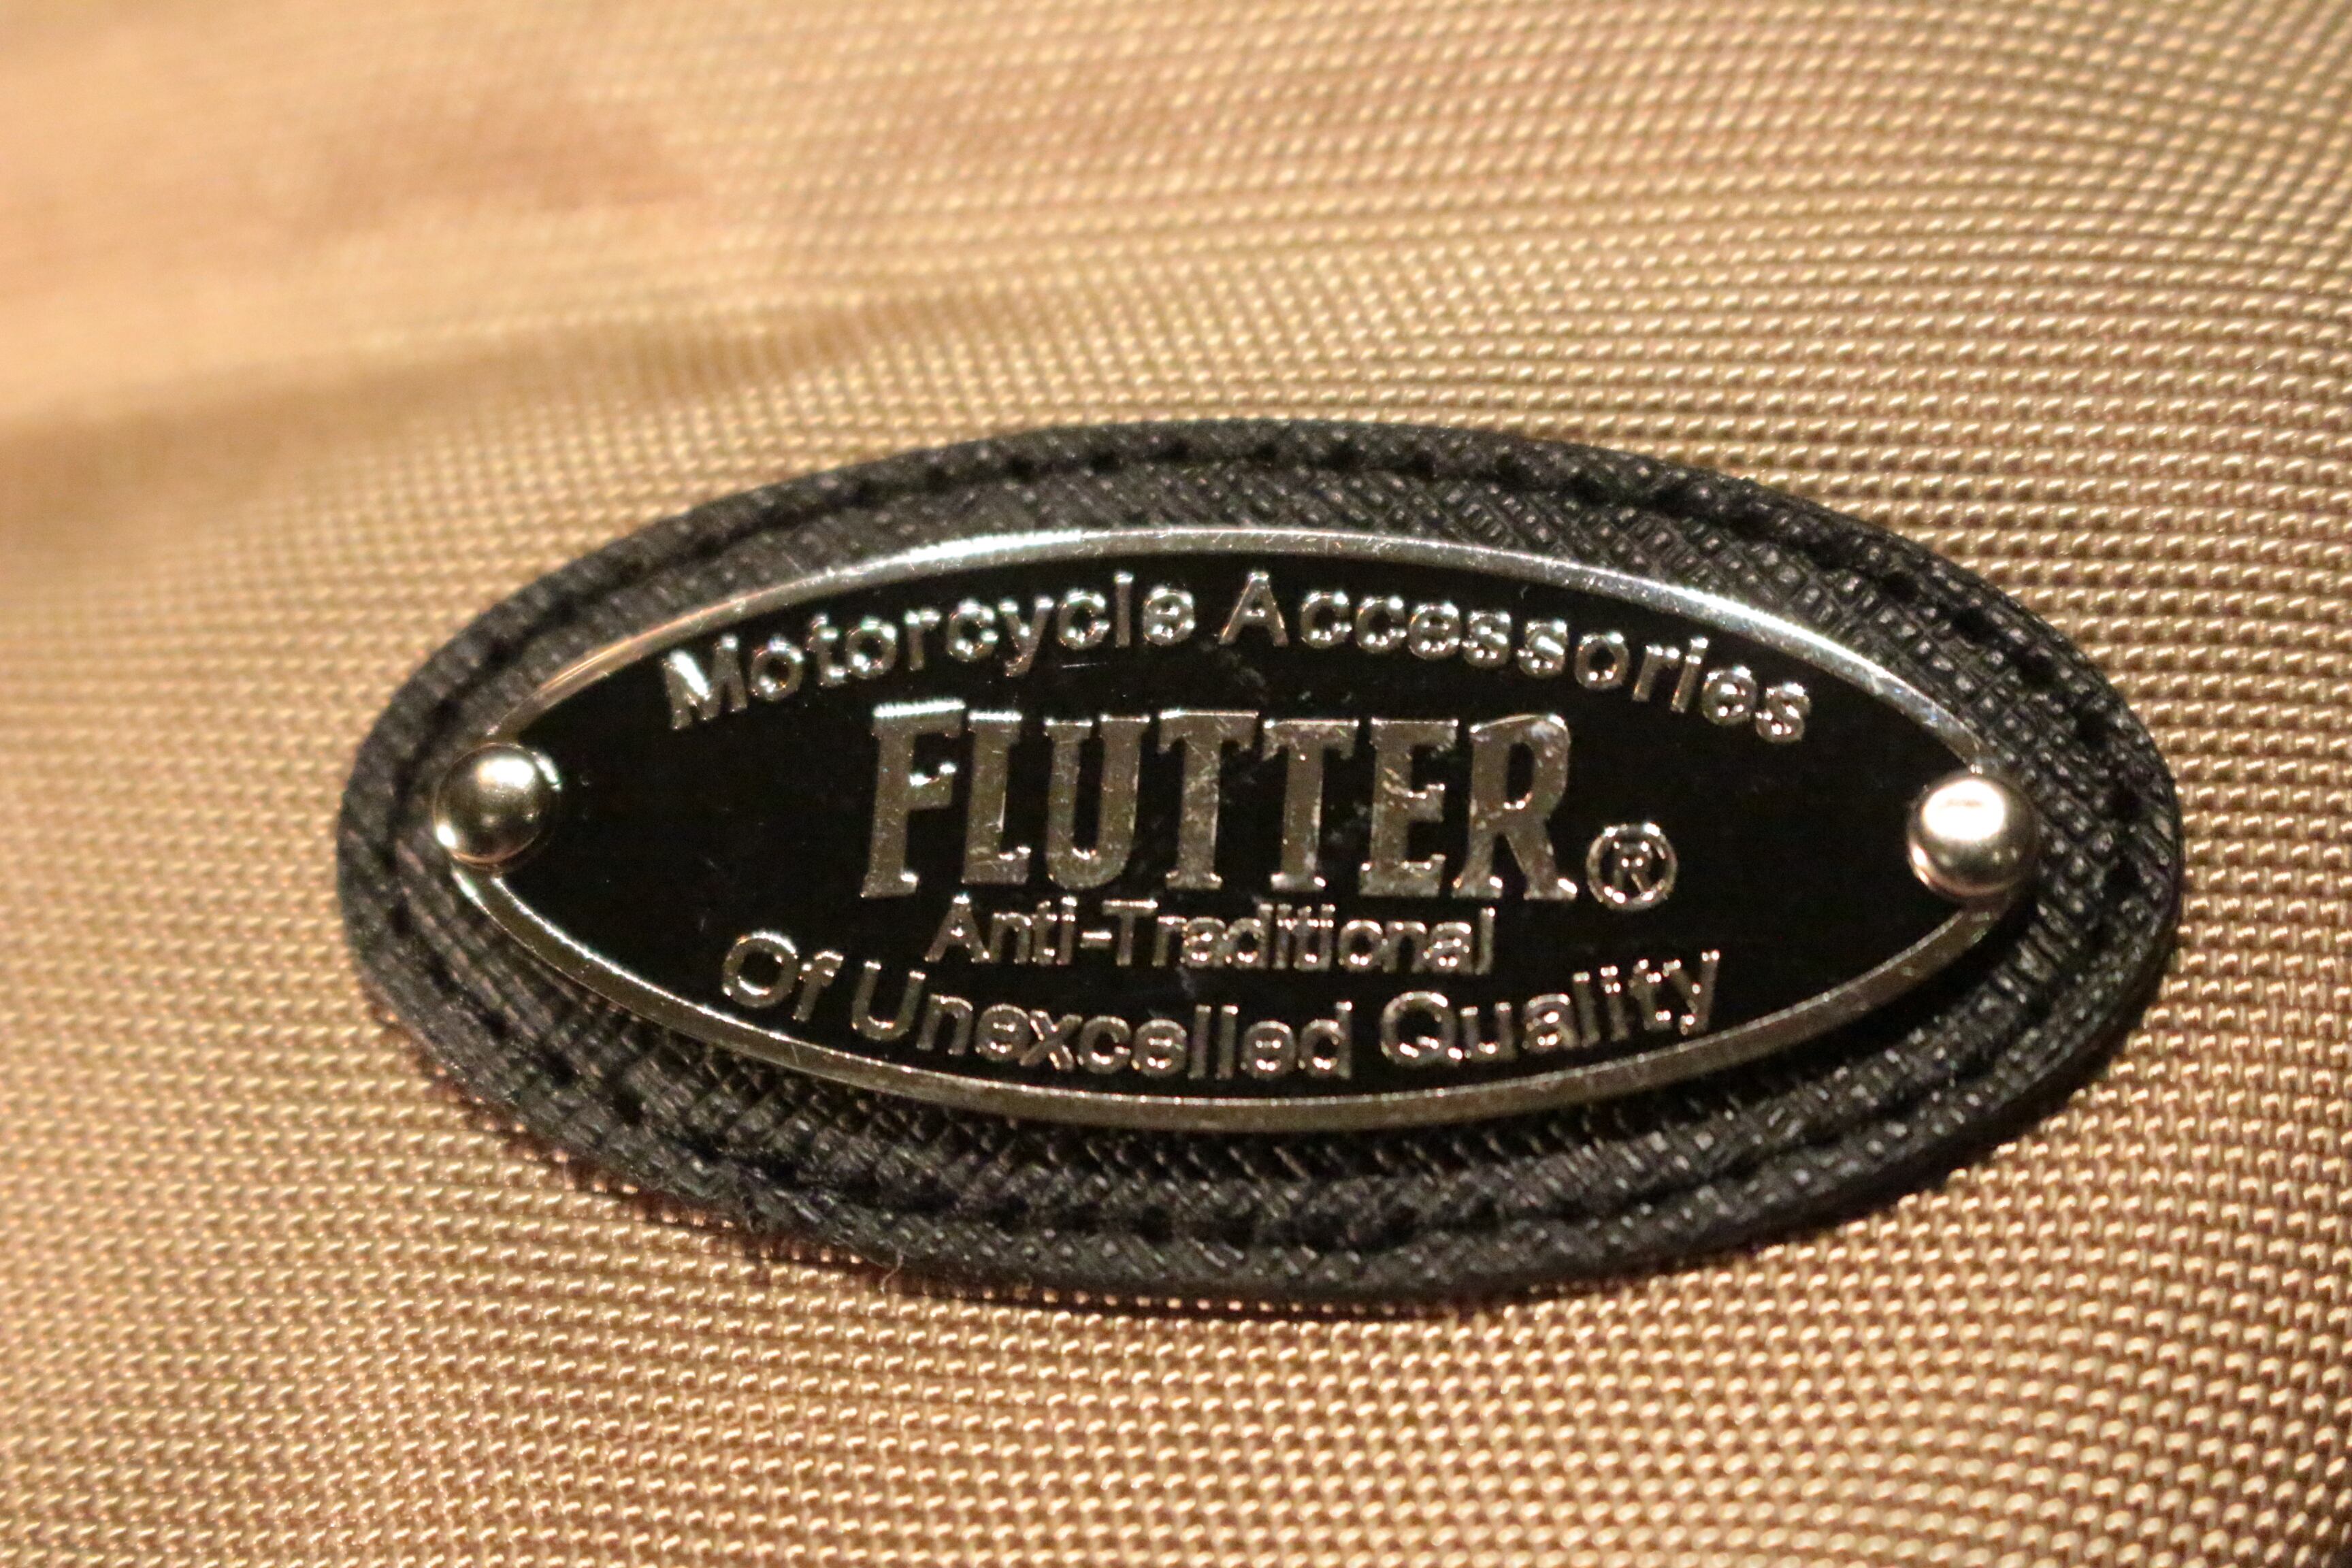 Motorcycle Accessories
FLUTTER®
Anti-Traditional
Of Unexcelled Quality